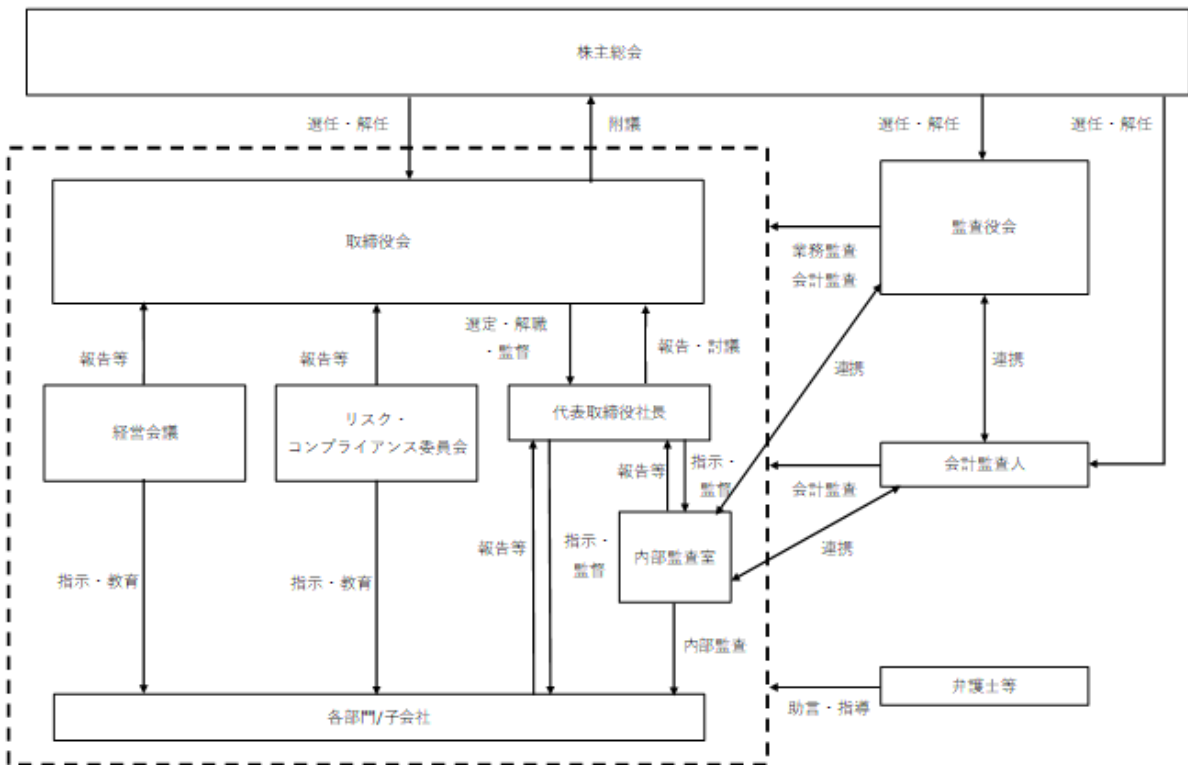 株主総会
選任・解任
附議
選任・解任
選任・解任
取締役会
監査役会
業務監査
会計監査
選定・解職
・監督
報告・討議
報告等
報告等
連携
連携
経営会議
リスク・
コンプライアンス委員会
代表取締役社長
報告等
指示・
監督
会計監査人
会計監査
報告等
指示・
監督
内部監査室
連携
指示・教育
指示・教育
内部監査
各部門/子会社
弁護士等
助言・指導